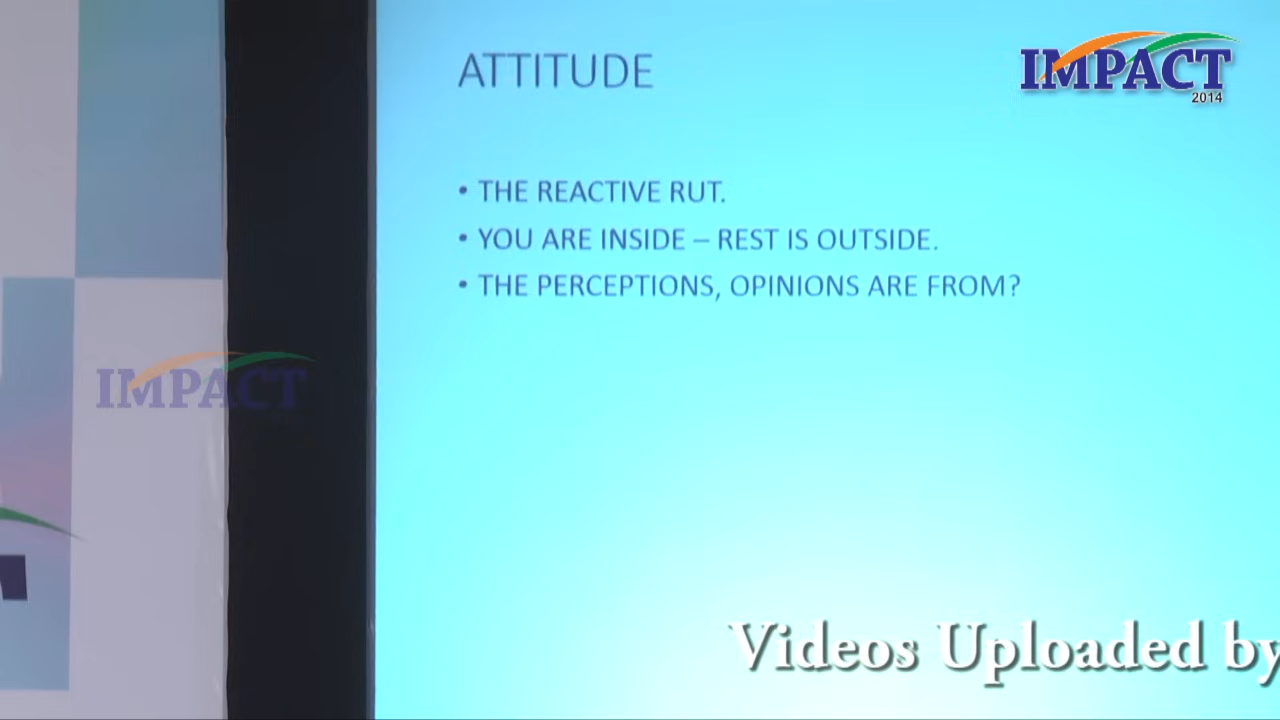 ATTITUDE
IMPACT
2014
• THE REACTIVE RUT.
• YOU ARE INSIDE – REST IS OUTSIDE.
• THE PERCEPTIONS, OPINIONS ARE FROM?
IMPACT
Videos Uploaded by